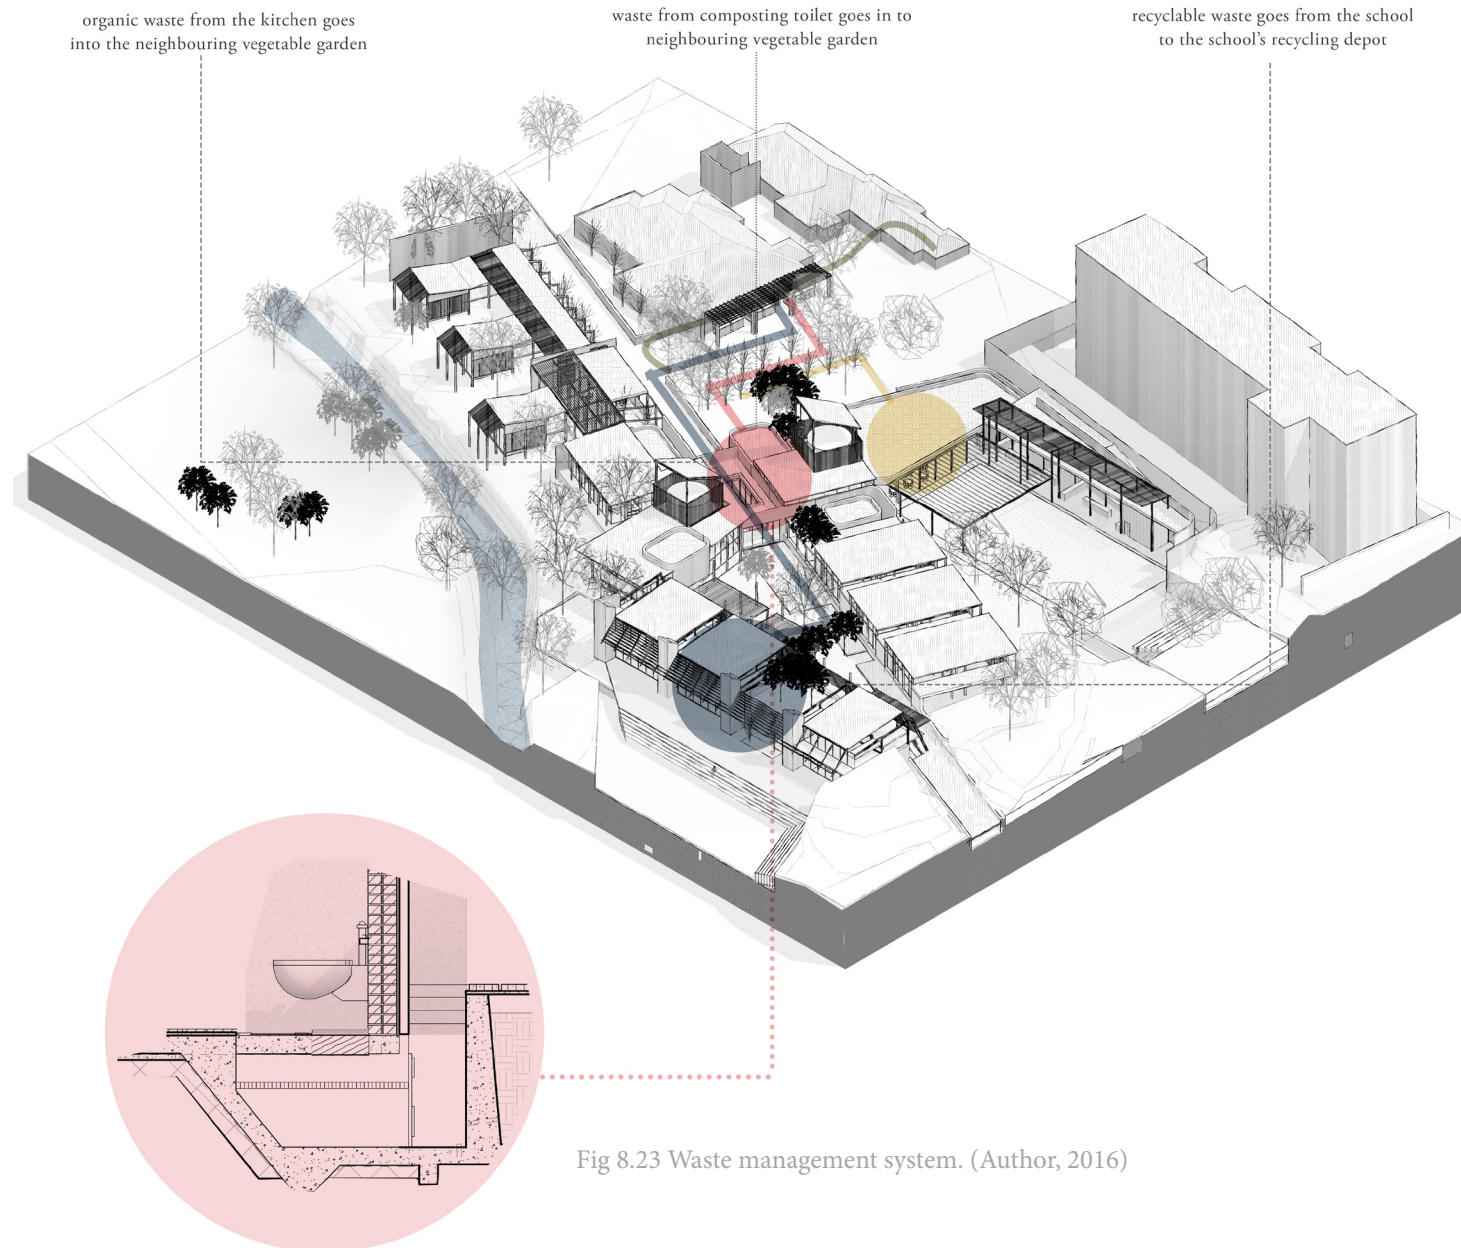 organic waste from the kitchen goes
into the neighbouring vegetable garden
waste from composting toilet goes in to
neighbouring vegetable garden
recyclable waste goes from the school
to the school’s recycling depot
Fig 8.23 Waste management system. (Author, 2016)